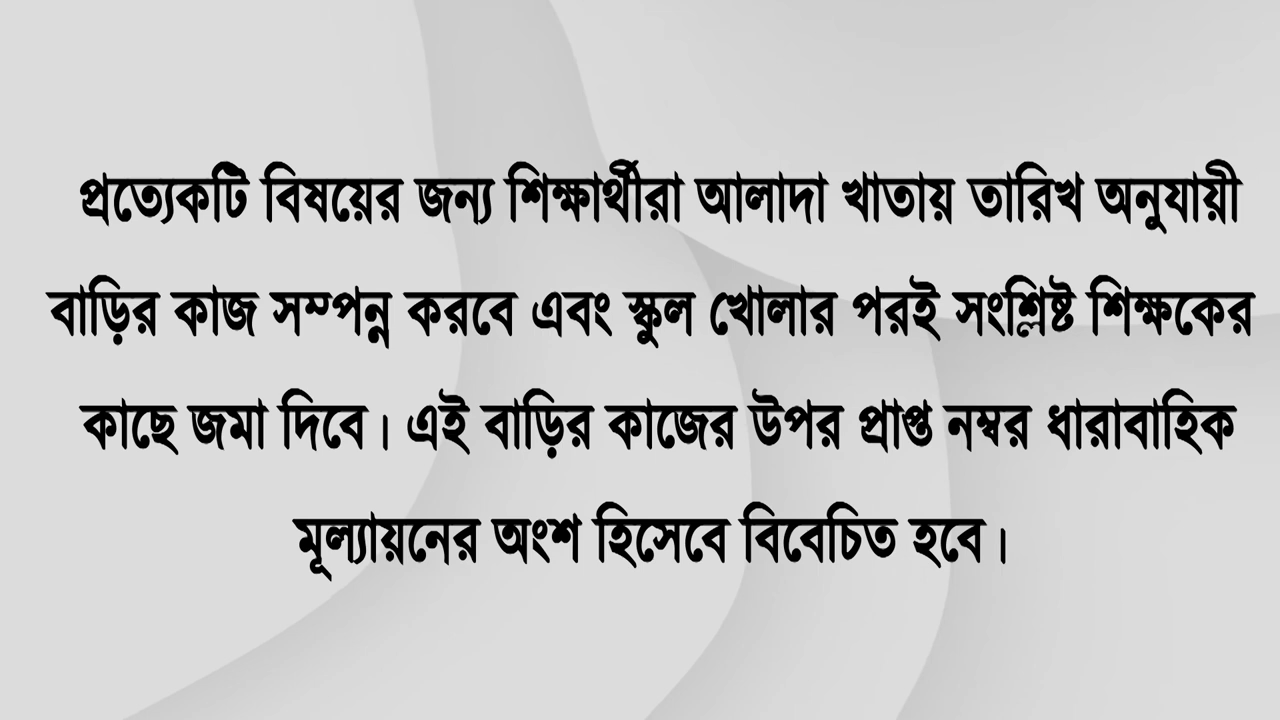 প্রত্যেকটি বিষয়ের জন্য শিক্ষার্থীরা আলাদা খাতায় তারিখ অনুযায়ী
বাড়ির কাজ সম্পন্ন করবে এবং স্কুল খোলার পরই সংশ্লিষ্ট শিক্ষকের
কাছে জমা দিবে। এই বাড়ির কাজের উপর প্রাপ্ত নম্বর ধারাবাহিক
মূল্যায়নের অংশ হিসেবে বিবেচিত হবে।